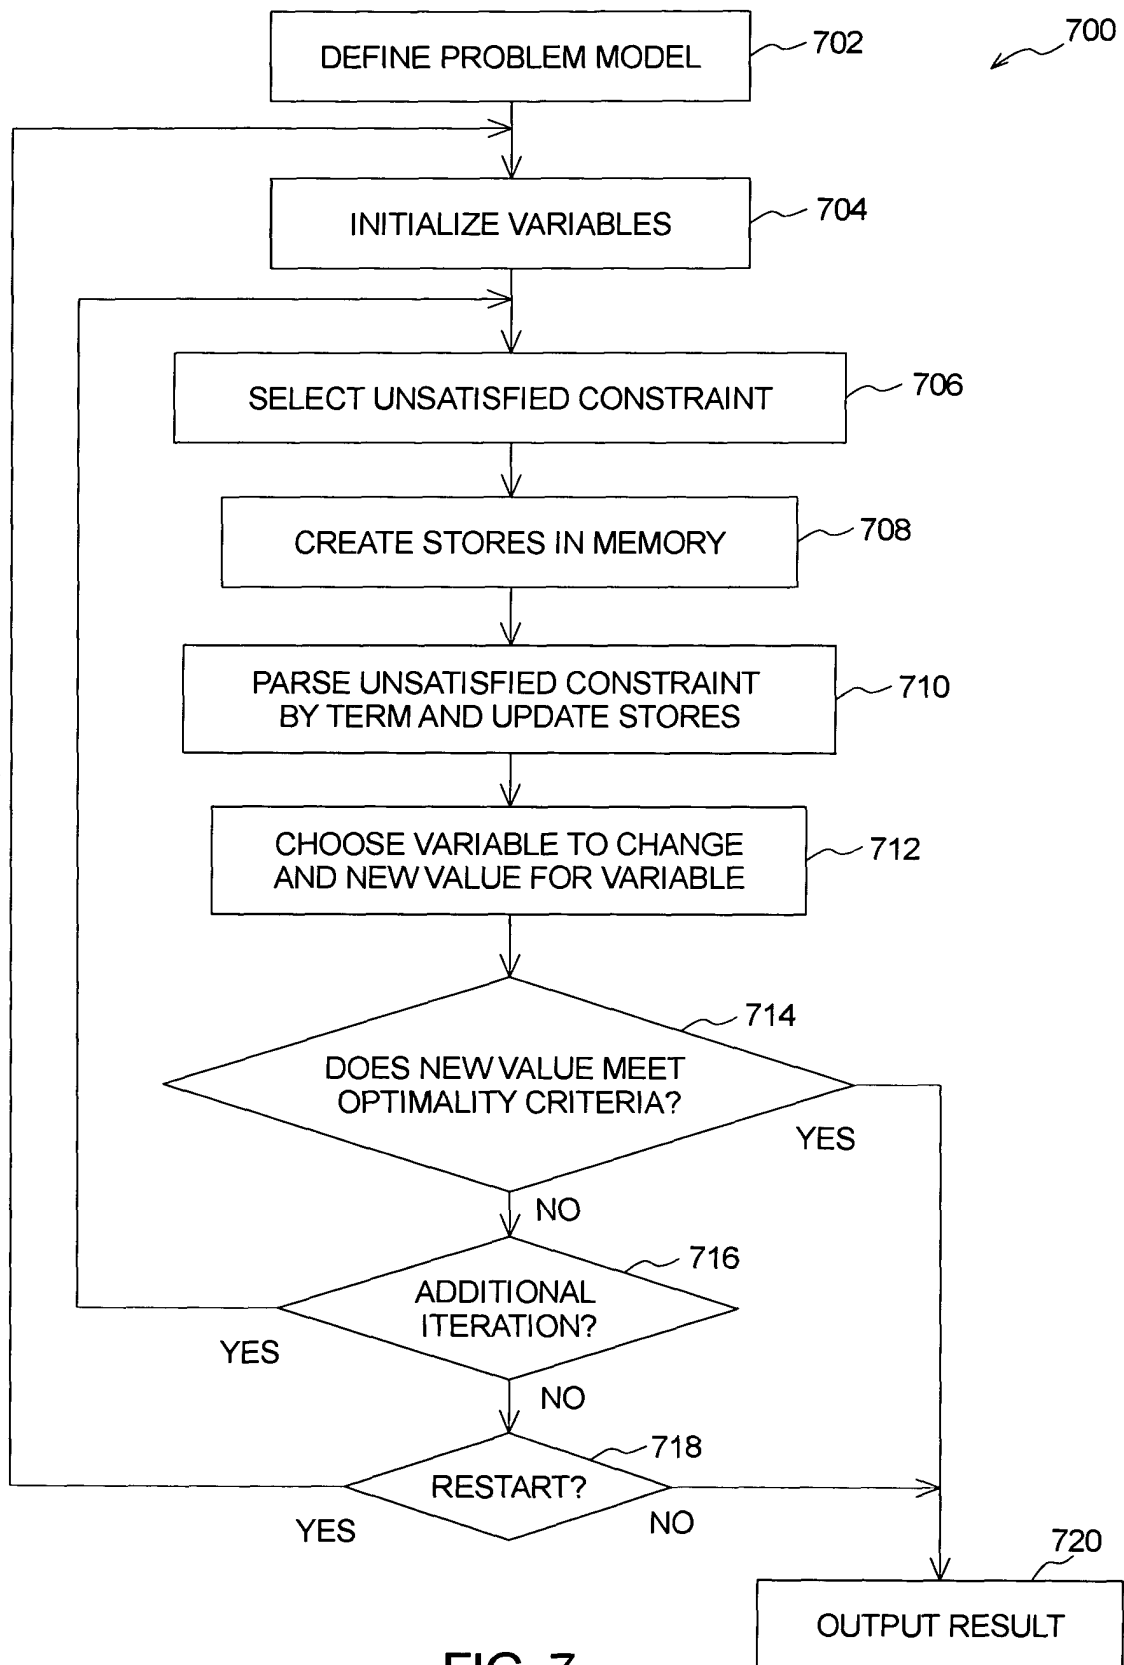 DEFINE PROBLEM MODEL
702
700
INITIALIZE VARIABLES
704
SELECT UNSATISFIED CONSTRAINT
706
CREATE STORES IN MEMORY
708
PARSE UNSATISFIED CONSTRAINT
BY TERM AND UPDATE STORES
710
CHOOSE VARIABLE TO CHANGE
AND NEW VALUE FOR VARIABLE
712
714
DOES NEW VALUE MEET
OPTIMALITY CRITERIA?
YES
NO
716
ADDITIONAL
ITERATION?
YES
NO
718
RESTART?
YES
NO
720
OUTPUT RESULT
FIG. 7